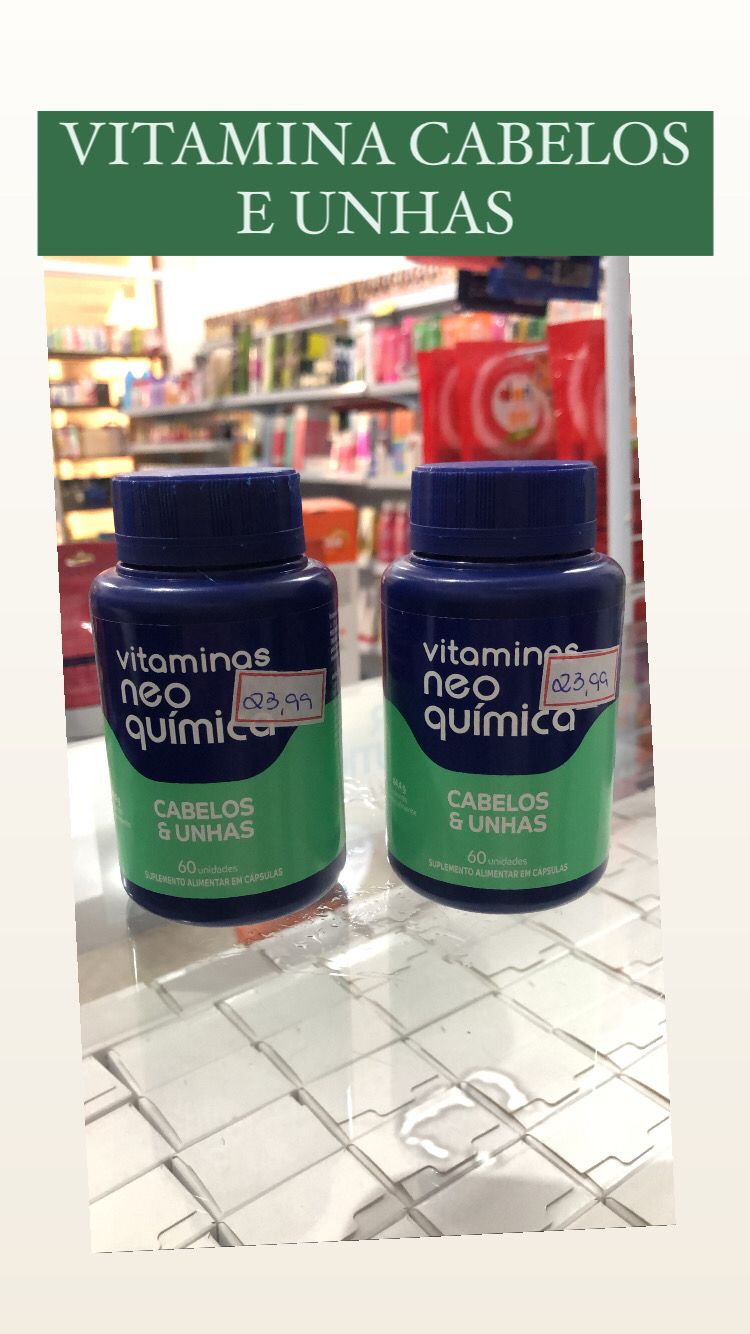 VITAMINA CABELOS
E UNHAS
vitaminas
neo
química
23,99
CABELOS
& UNHAS
60 unidades
SUPLEMENTO ALIMENTAR EM CÁPSULAS
vitaminas
neo
química
23,99
CABELOS
& UNHAS
60 unidades
SUPLEMENTO ALIMENTAR EM CÁPSULAS